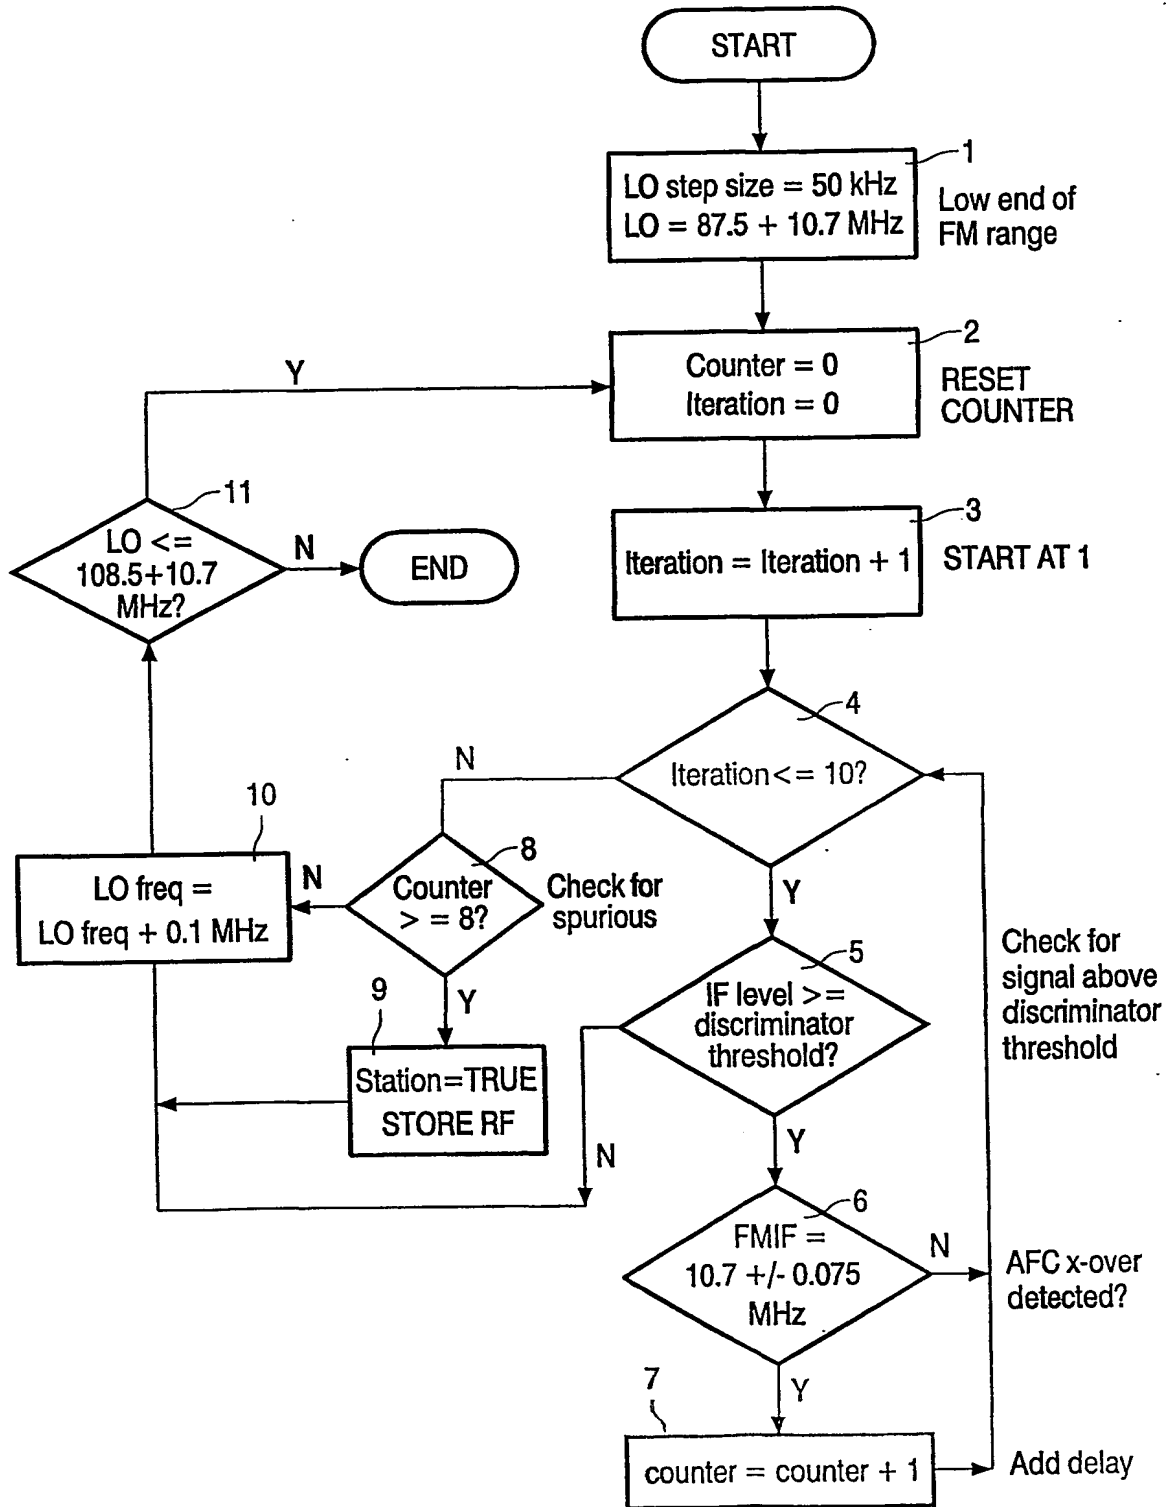 START
1
LO step size = 50 kHz
LO = 87.5 + 10.7 MHz
Low end of
FM range
2
Counter = 0
Iteration = 0
RESET
COUNTER
Y
3
Iteration = Iteration + 1
START AT 1
11
LO <=
108.5+10.7
MHz?
N
END
4
Iteration<= 10?
N
Y
10
LO freq =
LO freq + 0.1 MHz
N
8
Counter
> = 8?
Check for
spurious
Y
9
Station=TRUE
STORE RF
5
IF level >=
discriminator
threshold?
N
Y
Check for
signal above
discriminator
threshold
6
FMIF =
10.7 +/- 0.075
MHz
N
AFC x-over
detected?
Y
7
counter = counter + 1
Add delay